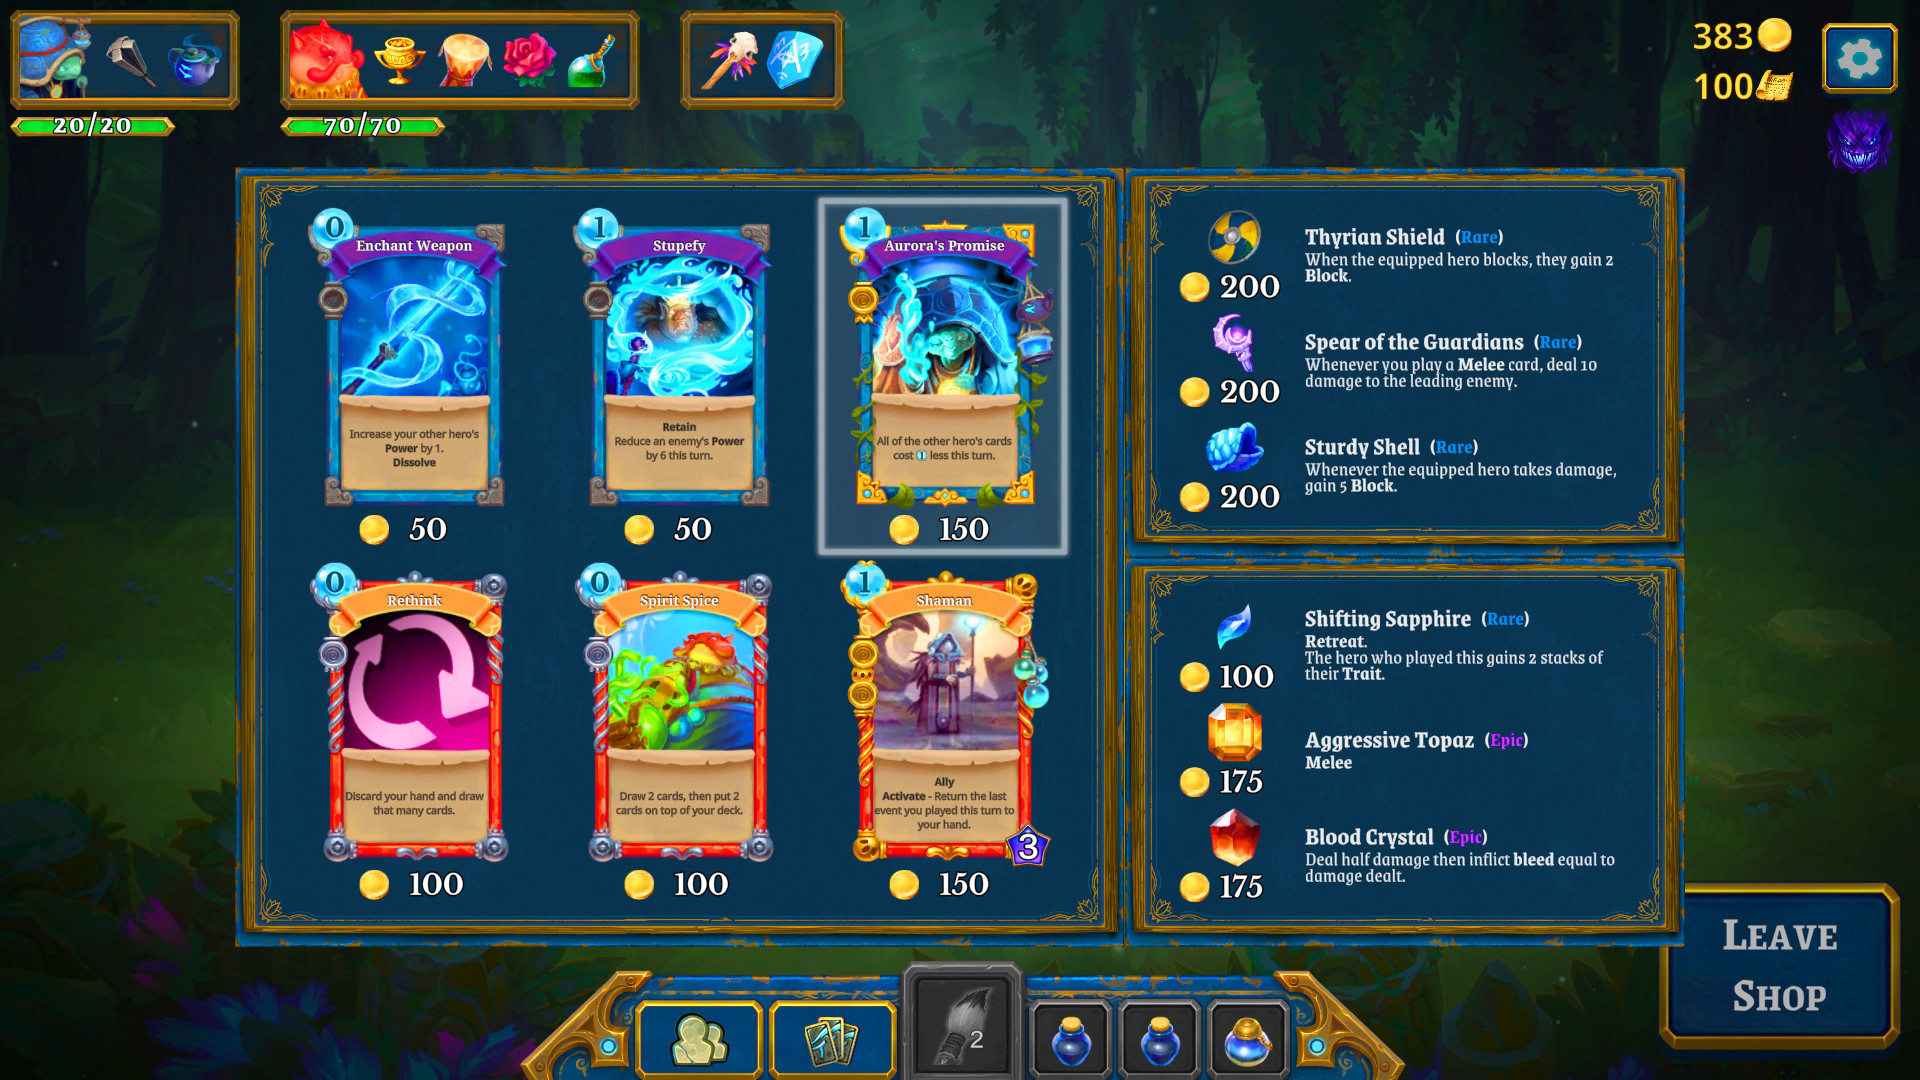 383
100
20/20
70/70
0
Enchant Weapon
Increase your other hero's
Power by 1.
Dissolve
50
1
Stupefy
Retain
Reduce an enemy's Power
by 6 this turn.
50
1
Aurora's Promise
All of the other hero's cards
cost 1 less this turn.
150
0
Rethink
Discard your hand and draw
that many cards.
100
0
Spirit Spice
Draw 2 cards, then put 2
cards on top of your deck.
100
1
Shaman
Ally
Activate - Return the last
event you played this turn to
your hand.
3
150
Thyrian Shield (Rare)
When the equipped hero blocks, they gain 2
Block.
200
Spear of the Guardians (Rare)
Whenever you play a Melee card, deal 10
damage to the leading enemy.
200
Sturdy Shell (Rare)
Whenever the equipped hero takes damage,
gain 5 Block.
200
Shifting Sapphire (Rare)
Retreat.
The hero who played this gains 2 stacks of
their Trait.
100
Aggressive Topaz (Epic)
Melee
175
Blood Crystal (Epic)
Deal half damage then inflict bleed equal to
damage dealt.
175
LEAVE
SHOP
2